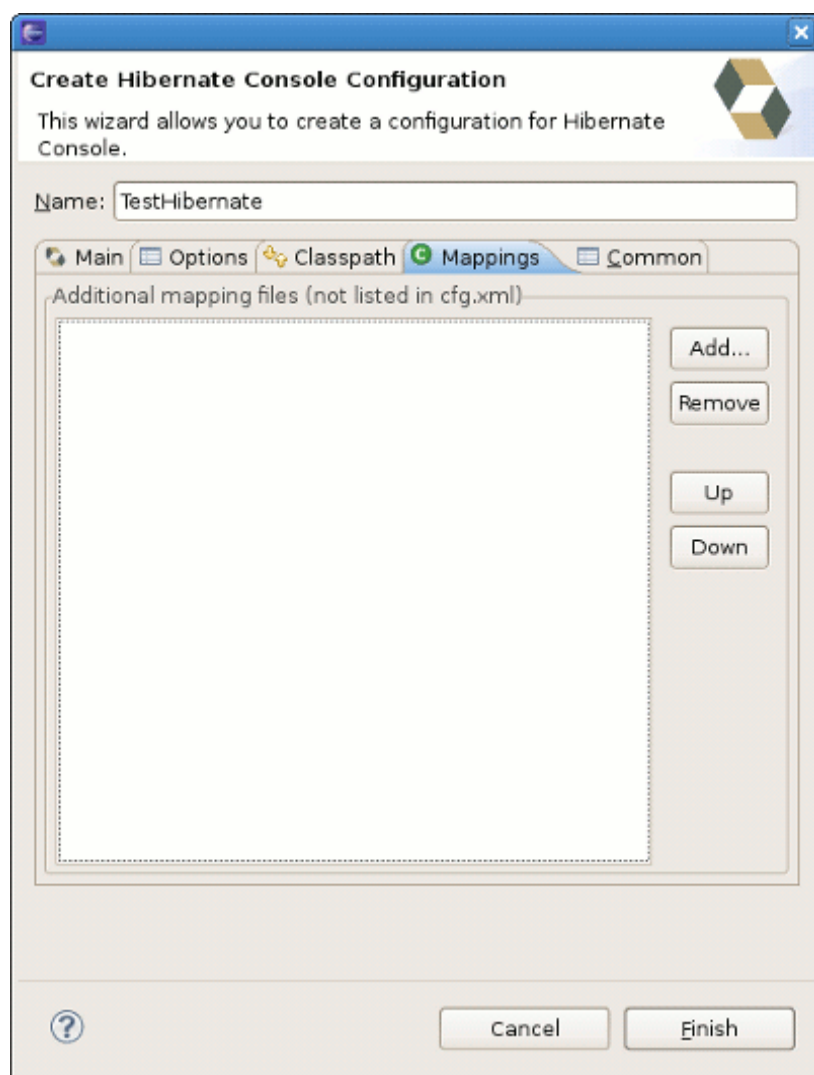 Create Hibernate Console Configuration
This wizard allows you to create a configuration for Hibernate
Console.
Name: TestHibernate
Main Options Classpath Mappings Common
Additional mapping files (not listed in cfg.xml)
Add...
Remove
Up
Down
Cancel Finish